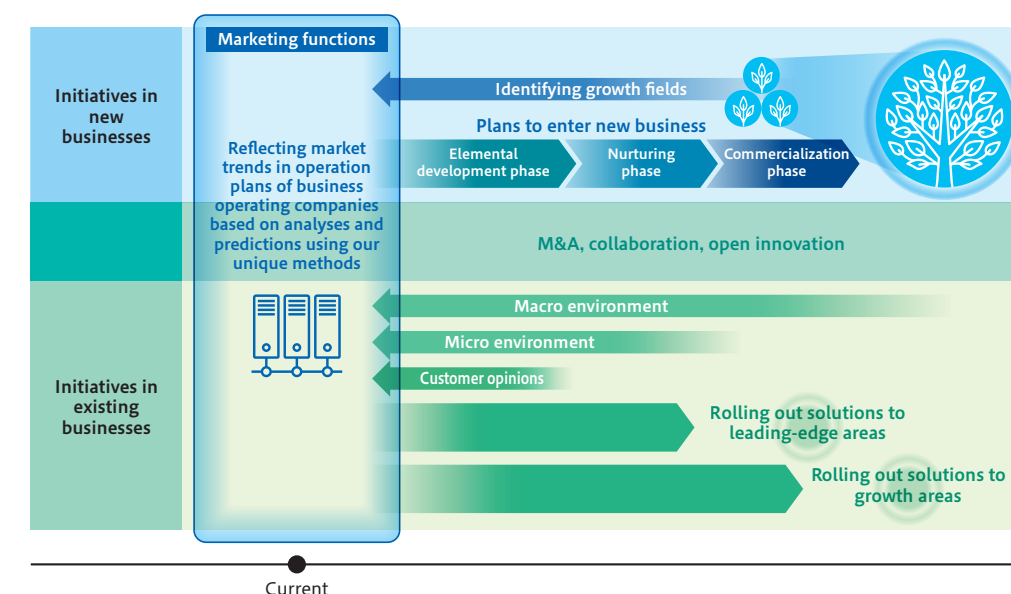 Marketing functions
Initiatives in
new
businesses
Identifying growth fields
Plans to enter new business
Elemental
development phase
Nurturing
phase
Commercialization
phase
Reflecting market
trends in operation
plans of business
operating companies
based on analyses and
predictions using our
unique methods
M&A, collaboration, open innovation
Initiatives in
existing
businesses
Macro environment
Micro environment
Customer opinions
Rolling out solutions to
leading-edge areas
Rolling out solutions to
growth areas
Current